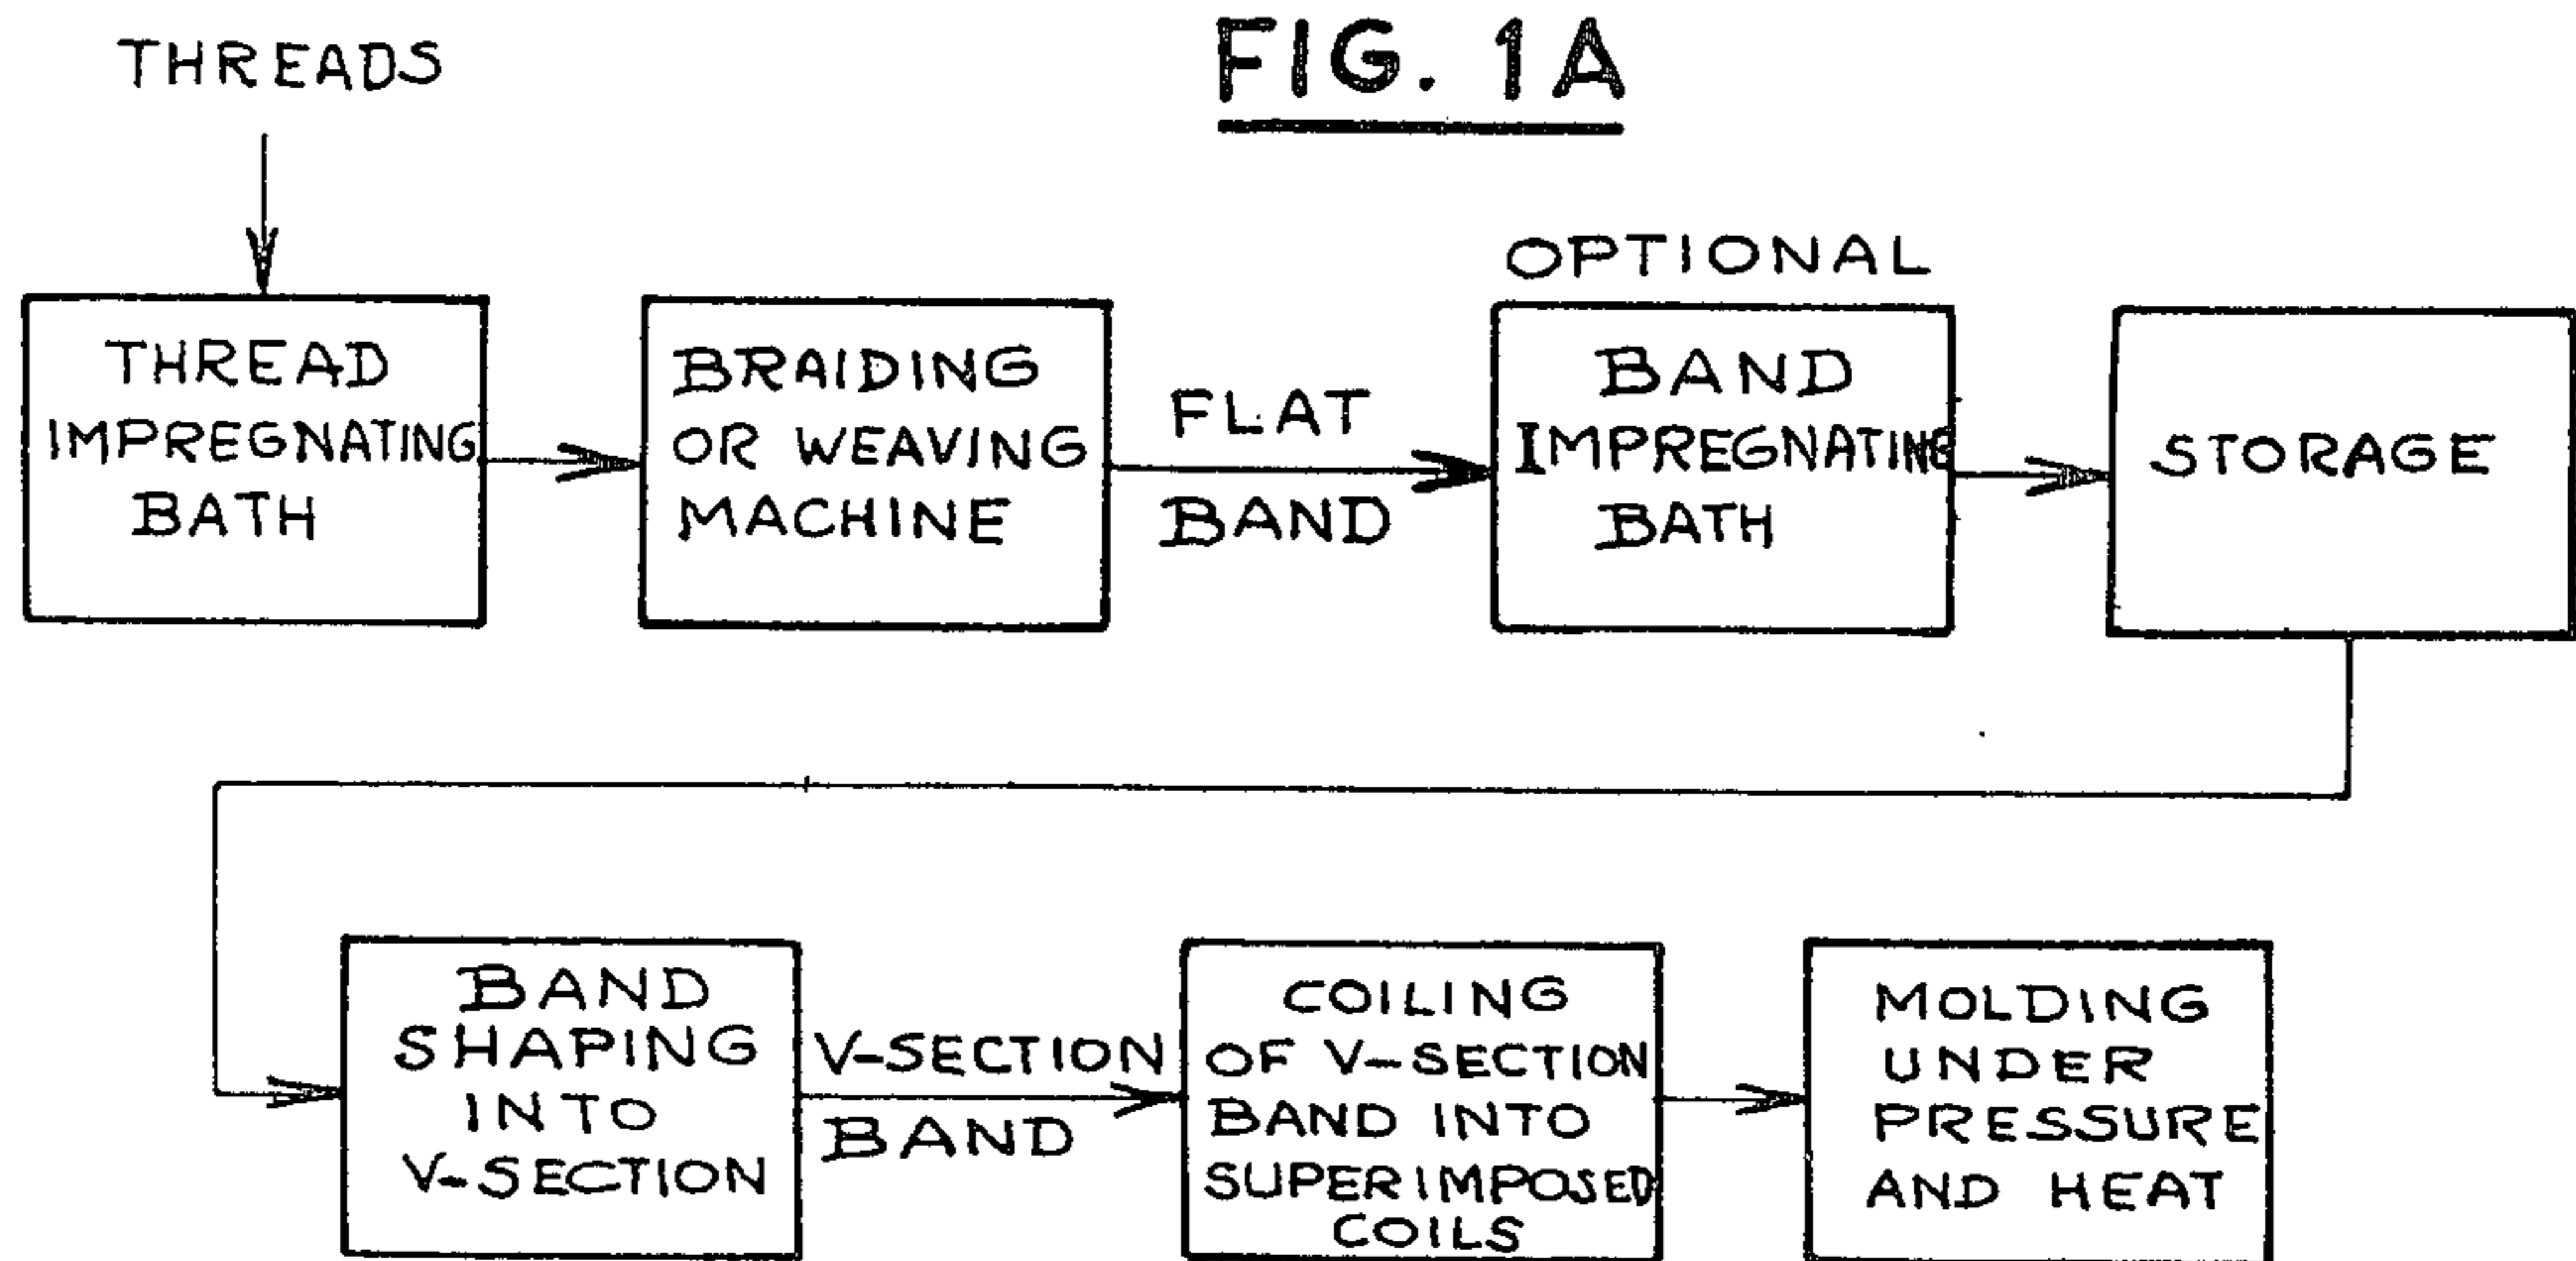 FIG. 1A
THREADS
THREAD
IMPREGNATING
BATH
BRAIDING
OR WEAVING
MACHINE
FLAT
BAND
OPTIONAL
BAND
IMPREGNATING
BATH
STORAGE
BAND
SHAPING
INTO
V-SECTION
V-SECTION
BAND
COILING
OF V-SECTION
BAND INTO
SUPERIMPOSED
COILS
MOLDING
UNDER
PRESSURE
AND HEAT